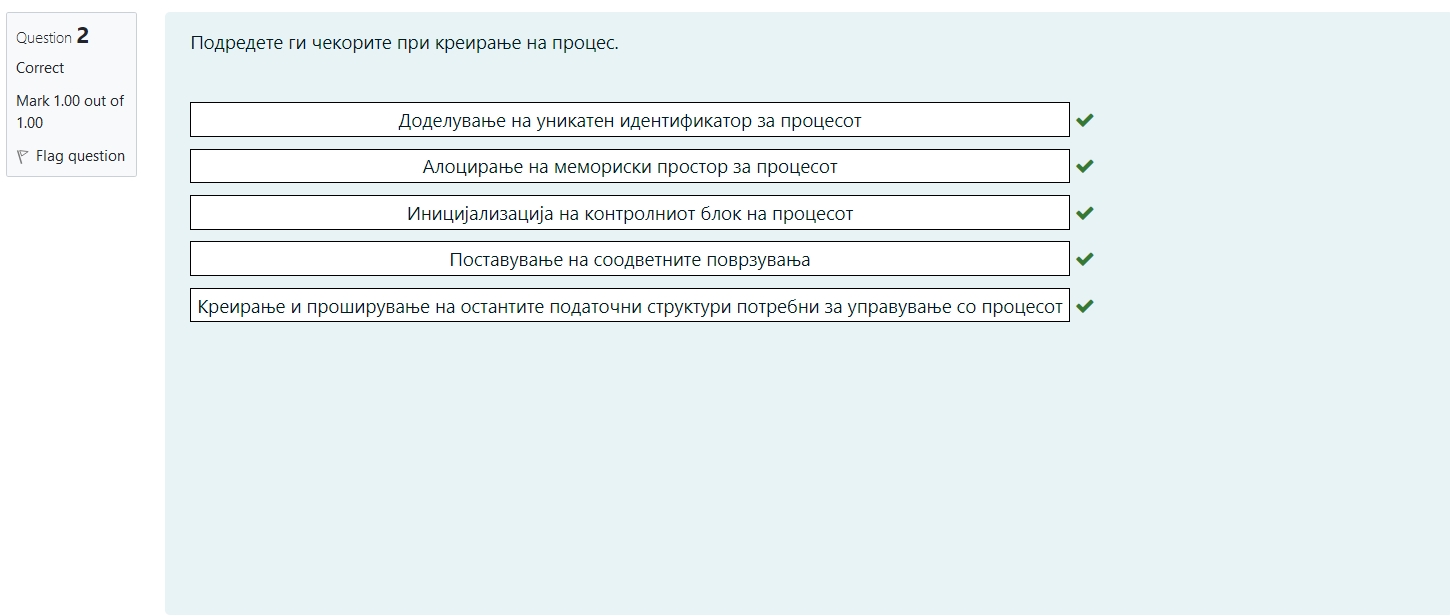 Question 2
Correct
Mark 1.00 out of
1.00
Flag question
Подредете ги чекорите при креирање на процес.
Доделување на уникатен идентификатор за процесот
Алоцирање на мемориски простор за процесот
Иницијализација на контролниот блок на процесот
Поставување на соодветните поврзувања
Креирање и проширување на остантите податочни структури потребни за управување со процесот